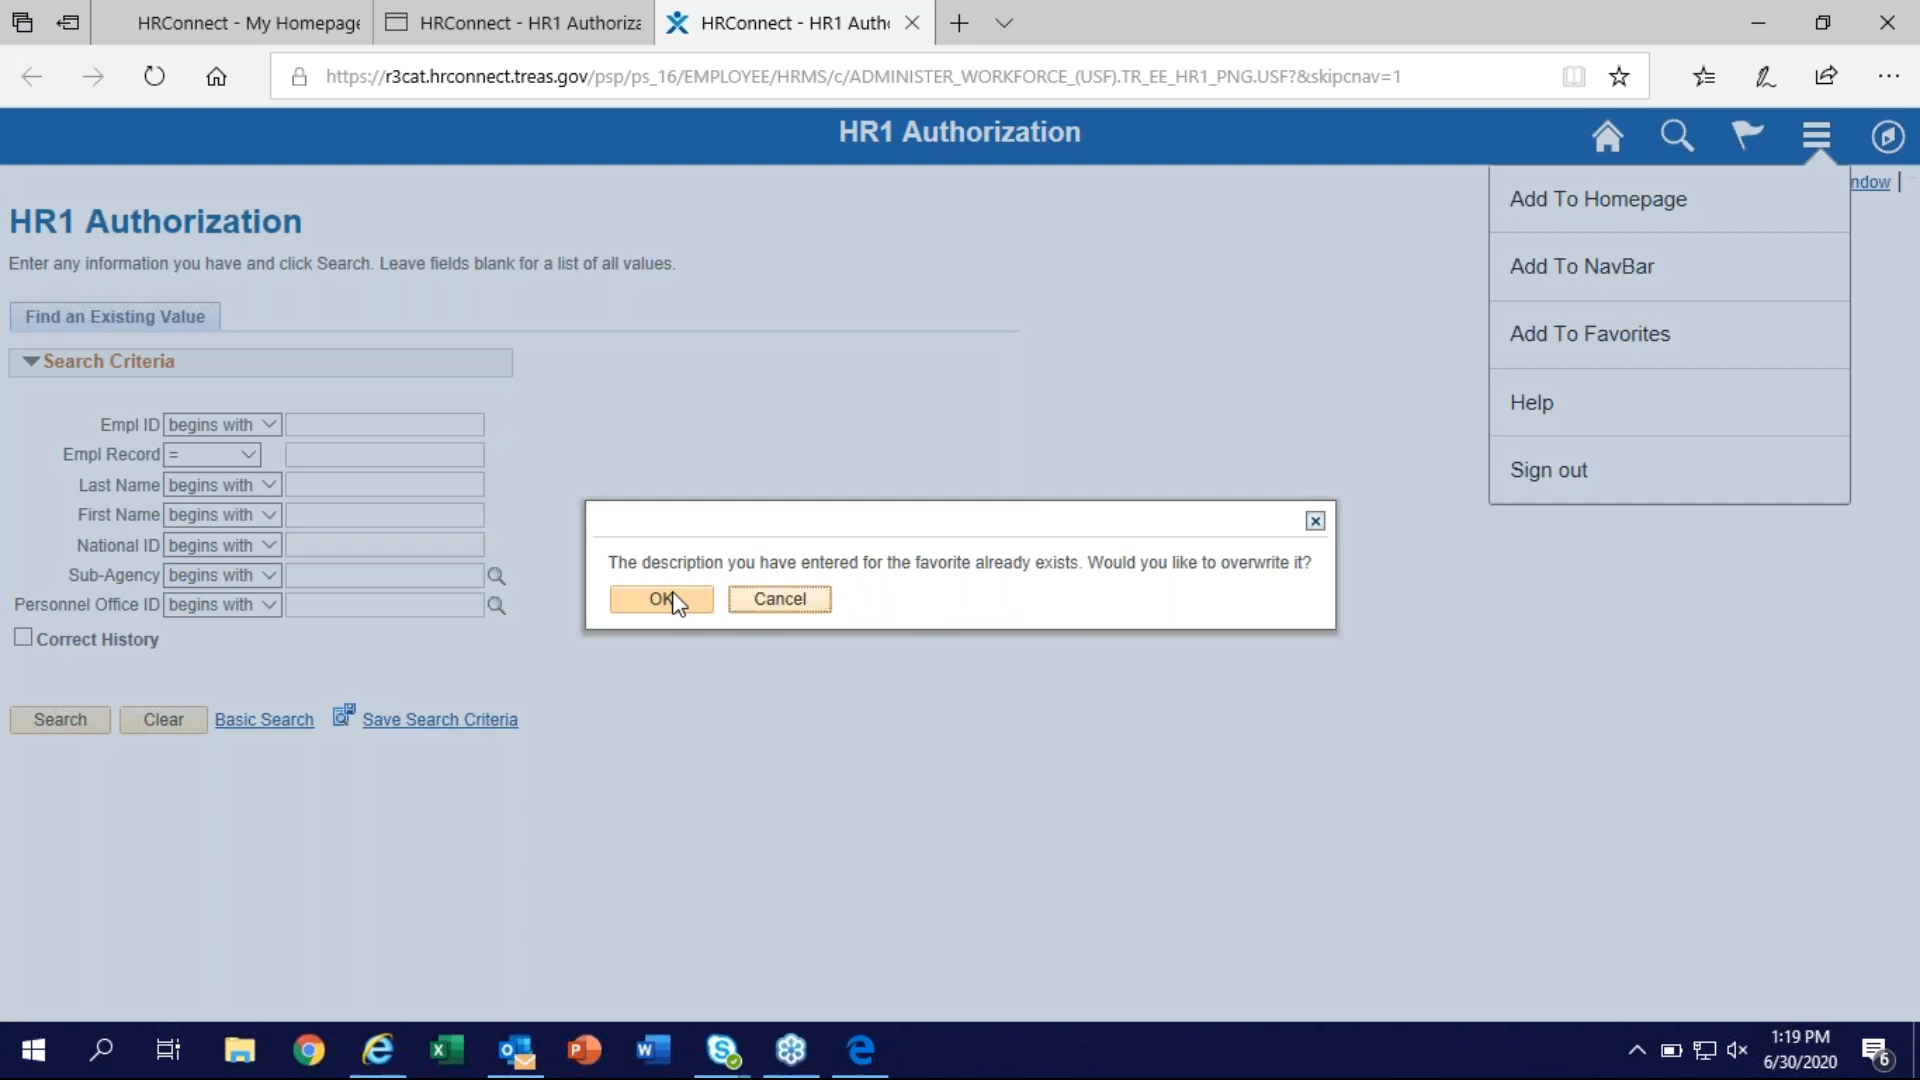 HRConnect - My Homepage
HRConnect - HR1 Authoriza
HRConnect - HR1 Auth
https://r3cat.hrconnect.treas.gov/psp/ps_16/EMPLOYEE/HRMS/c/ADMINISTER_WORKFORCE_(USF).TR_EE_HR1_PNG.USF?&skipcnav=1
HR1 Authorization
ndow |
Add To Homepage
Add To NavBar
Add To Favorites
Help
Sign out
HR1 Authorization
Enter any information you have and click Search. Leave fields blank for a list of all values.
Find an Existing Value
Search Criteria
Empl ID begins with
Empl Record =
Last Name begins with
First Name begins with
National ID begins with
Sub-Agency begins with
Personnel Office ID begins with
Correct History
Search Clear Basic Search Save Search Criteria
The description you have entered for the favorite already exists. Would you like to overwrite it?
OK Cancel
1:19 PM
6/30/2020
6